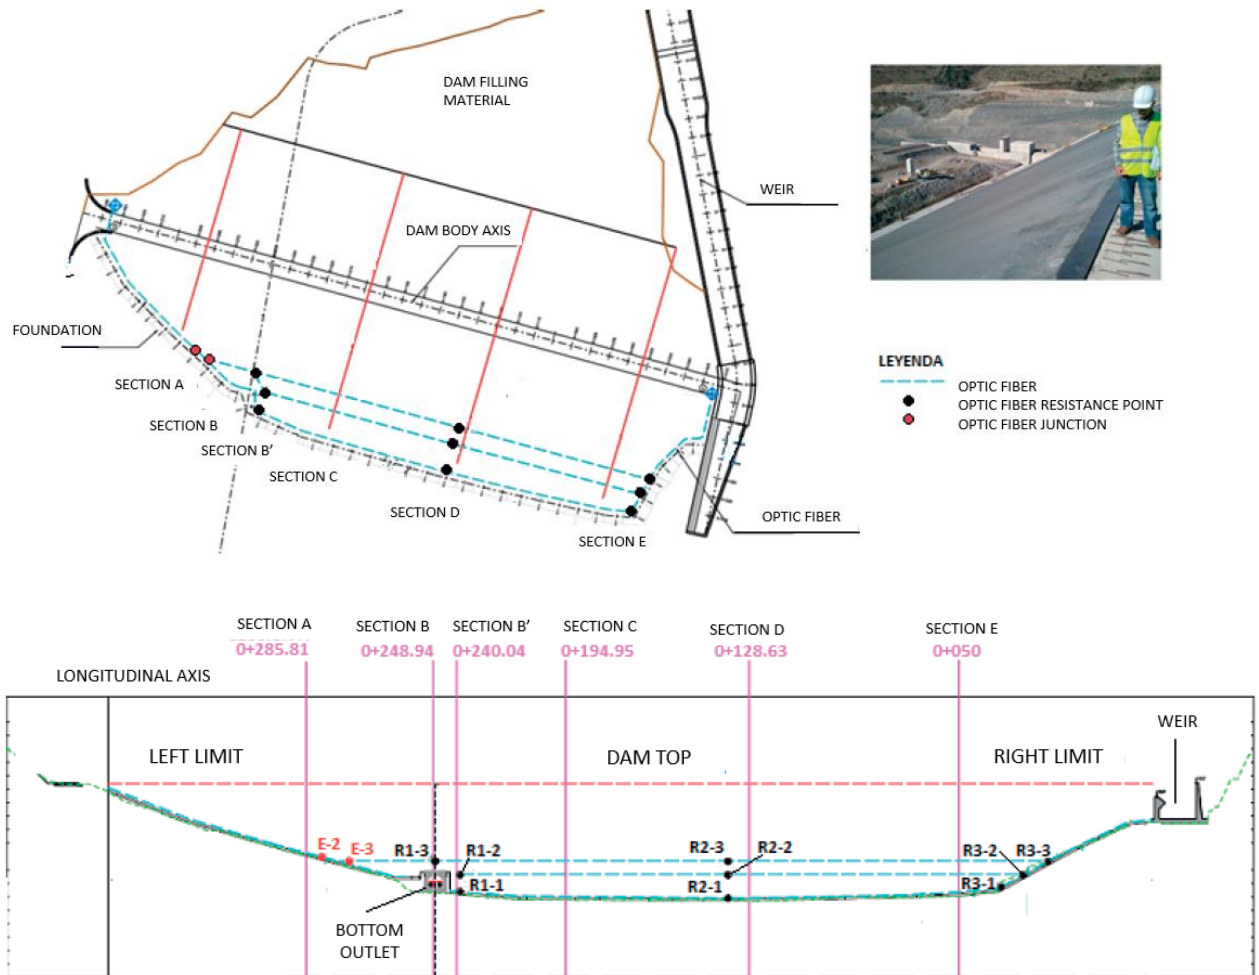 DAM FILLING
MATERIAL
WEIR
DAM BODY AXIS
FOUNDATION
SECTION A
SECTION B
SECTION B'
SECTION C
SECTION D
SECTION E
OPTIC FIBER
LEYENDA
OPTIC FIBER
OPTIC FIBER RESISTANCE POINT
OPTIC FIBER JUNCTION
SECTION A
SECTION B
SECTION B'
SECTION C
SECTION D
SECTION E
0+285.81
0+248.94
0+240.04
0+194.95
0+128.63
0+050
LONGITUDINAL AXIS
LEFT LIMIT
DAM TOP
RIGHT LIMIT
WEIR
E-2
E-3
R1-3
R1-2
R2-3
R2-2
R3-2
R3-3
R1-1
R2-1
R3-1
BOTTOM
OUTLET